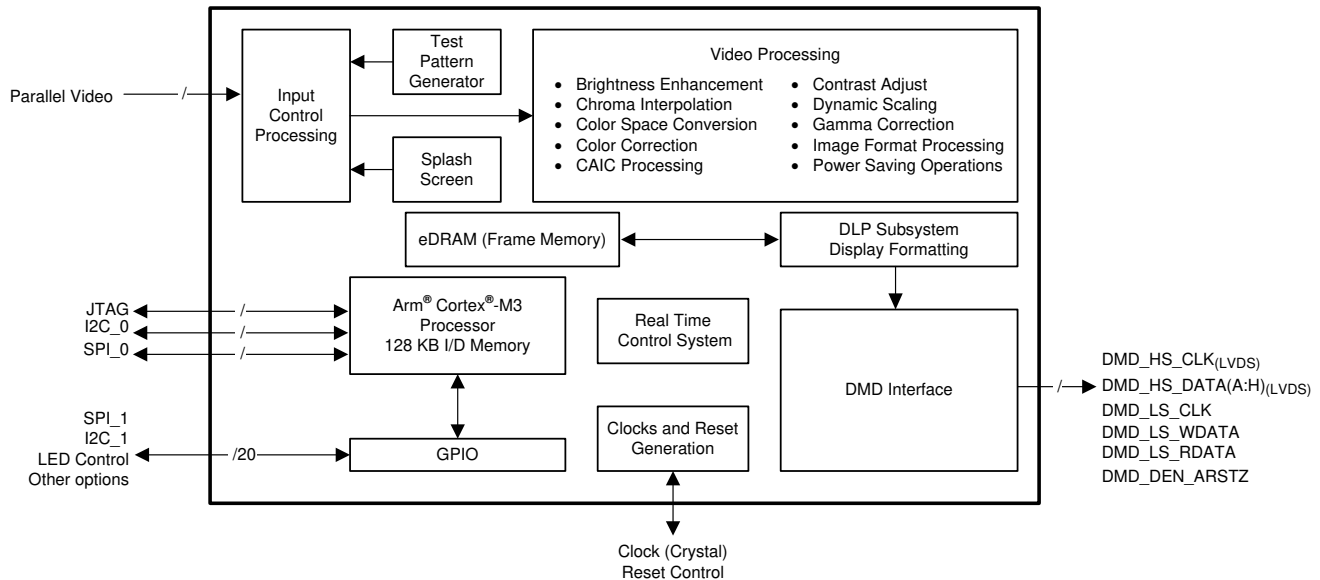 Parallel Video
/
Input
Control
Processing
Test
Pattern
Generator
Splash
Screen
Video Processing
• Brightness Enhancement
• Chroma Interpolation
• Color Space Conversion
• Color Correction
• CAIC Processing
• Contrast Adjust
• Dynamic Scaling
• Gamma Correction
• Image Format Processing
• Power Saving Operations
eDRAM (Frame Memory)
DLP Subsystem
Display Formatting
JTAG
/
I2C_0
/
SPI_0
/
Arm® Cortex®-M3
Processor
128 KB I/D Memory
Real Time
Control System
DMD Interface
/
DMD_HS_CLK(LVDS)
DMD_HS_DATA(A:H)(LVDS)
DMD_LS_CLK
DMD_LS_WDATA
DMD_LS_RDATA
DMD_DEN_ARSTZ
SPI_1
I2C_1
LED Control
Other options
/20
GPIO
Clocks and Reset
Generation
Clock (Crystal)
Reset Control